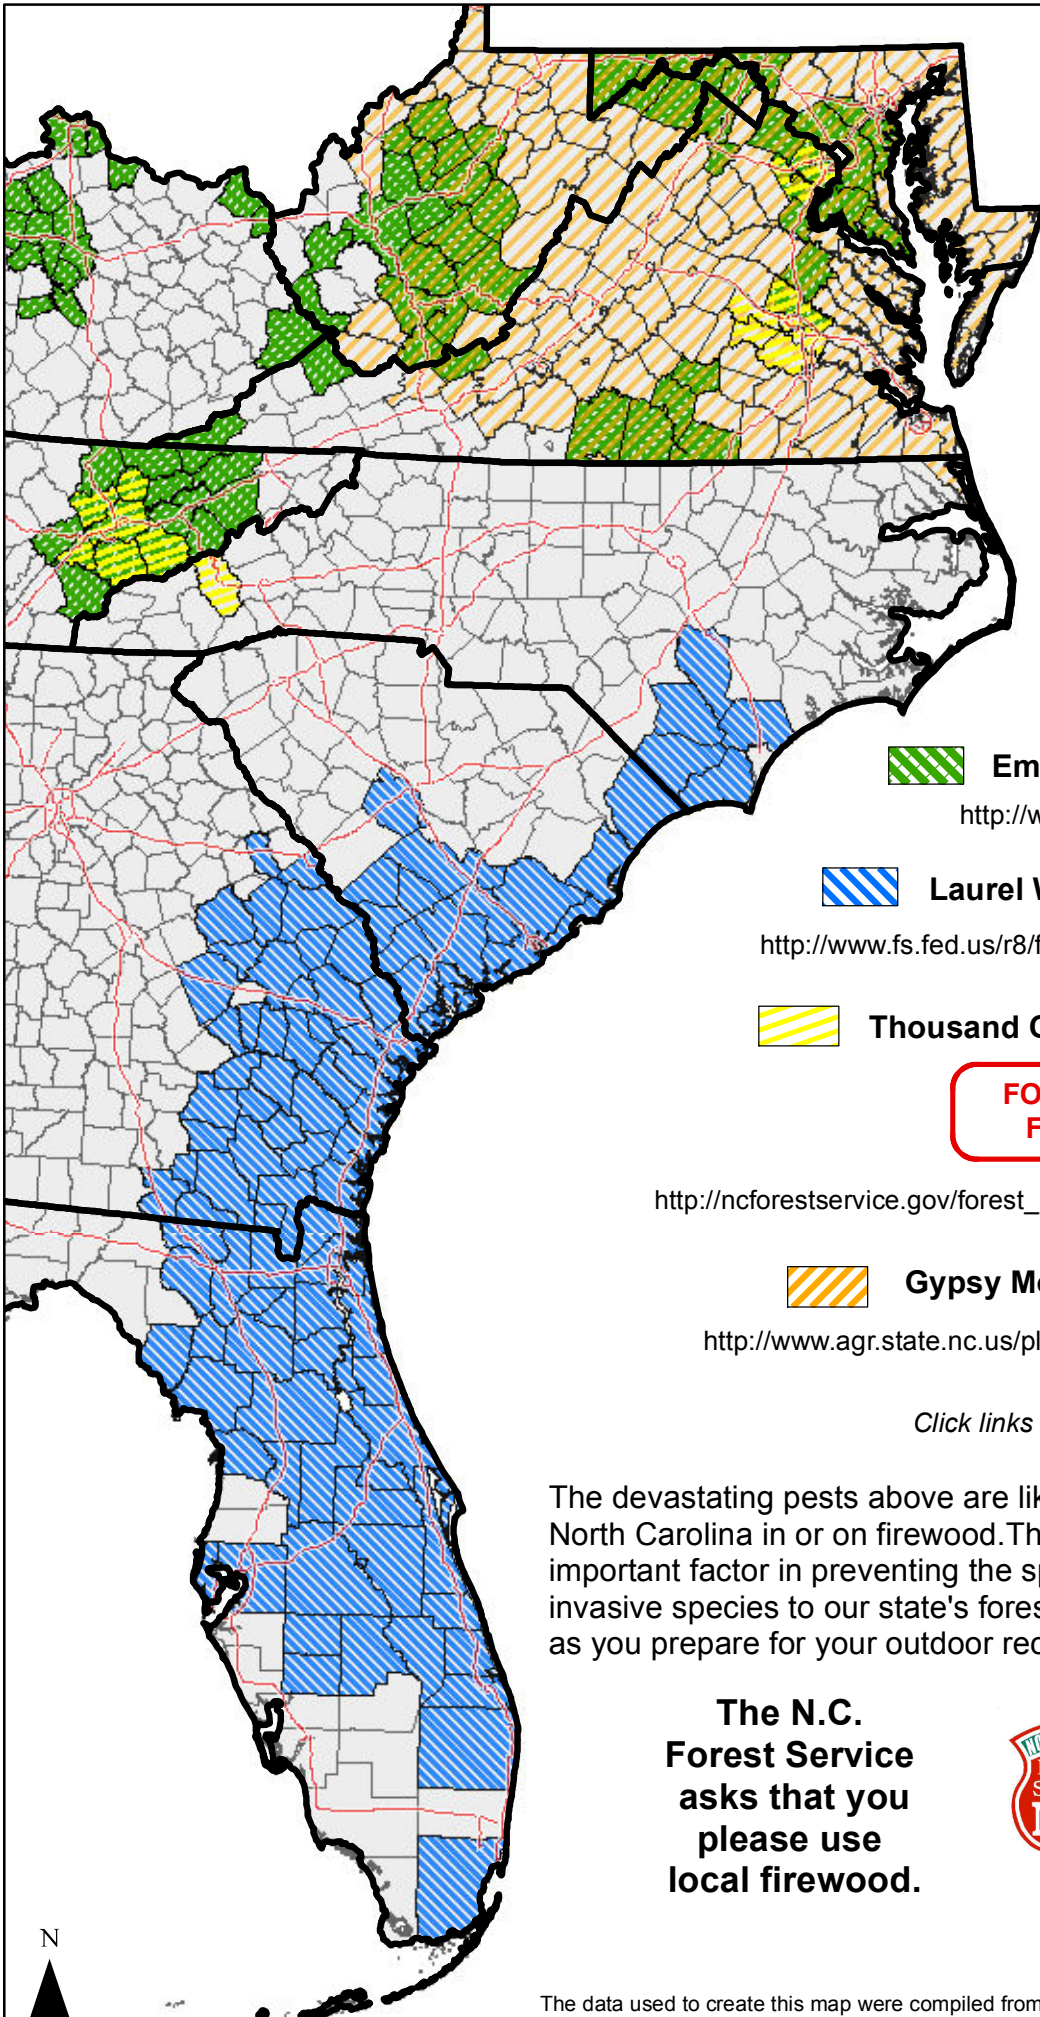 Em
http://w
Laurel W
http://www.fs.fed.us/r8/f
Thousand C
FO
F
http://ncforestservice.gov/forest_
Gypsy Mo
http://www.agr.state.nc.us/pl
Click links
The devastating pests above are lik
North Carolina in or on firewood.Th
important factor in preventing the sp
invasive species to our state's fores
as you prepare for your outdoor rec
The N.C.
Forest Service
asks that you
please use
local firewood.
N
The data used to create this map were compiled from